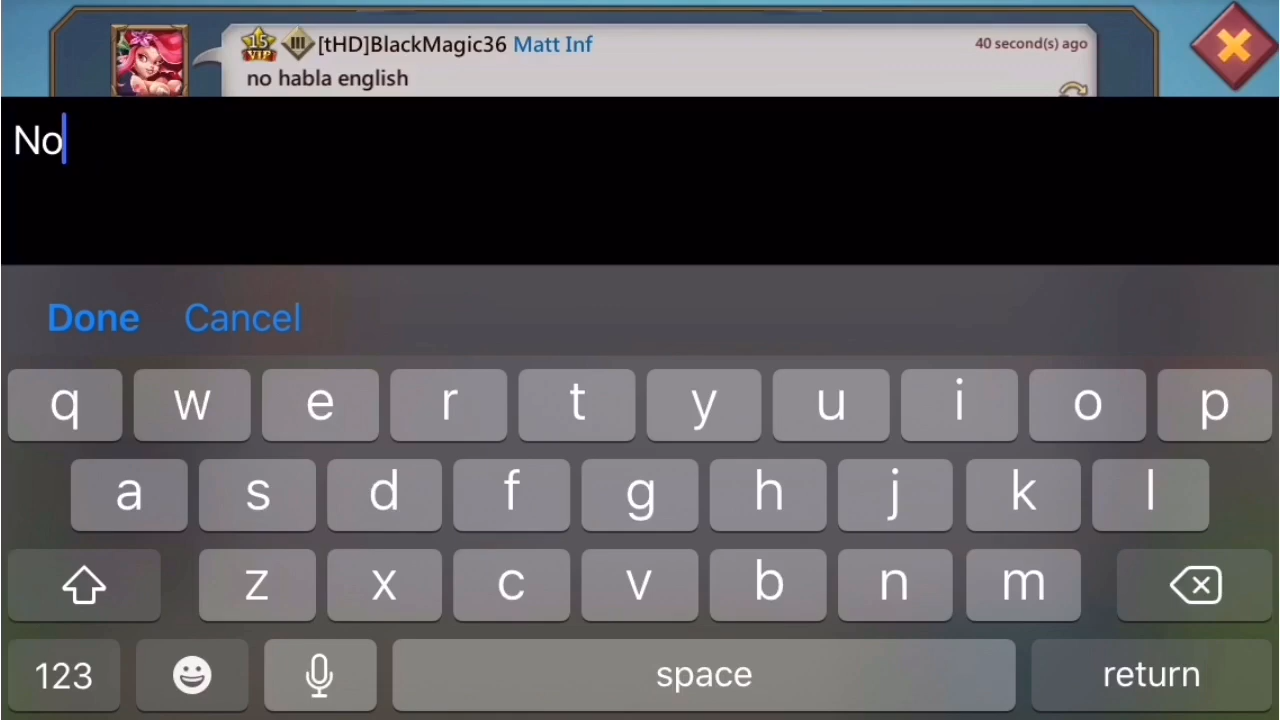 15 VIP III [tHD]BlackMagic36 Matt Inf 40 second(s) ago
no habla english
No
Done Cancel
q w e r t y u i o p
a s d f g h j k l
z x c v b n m
123 space return